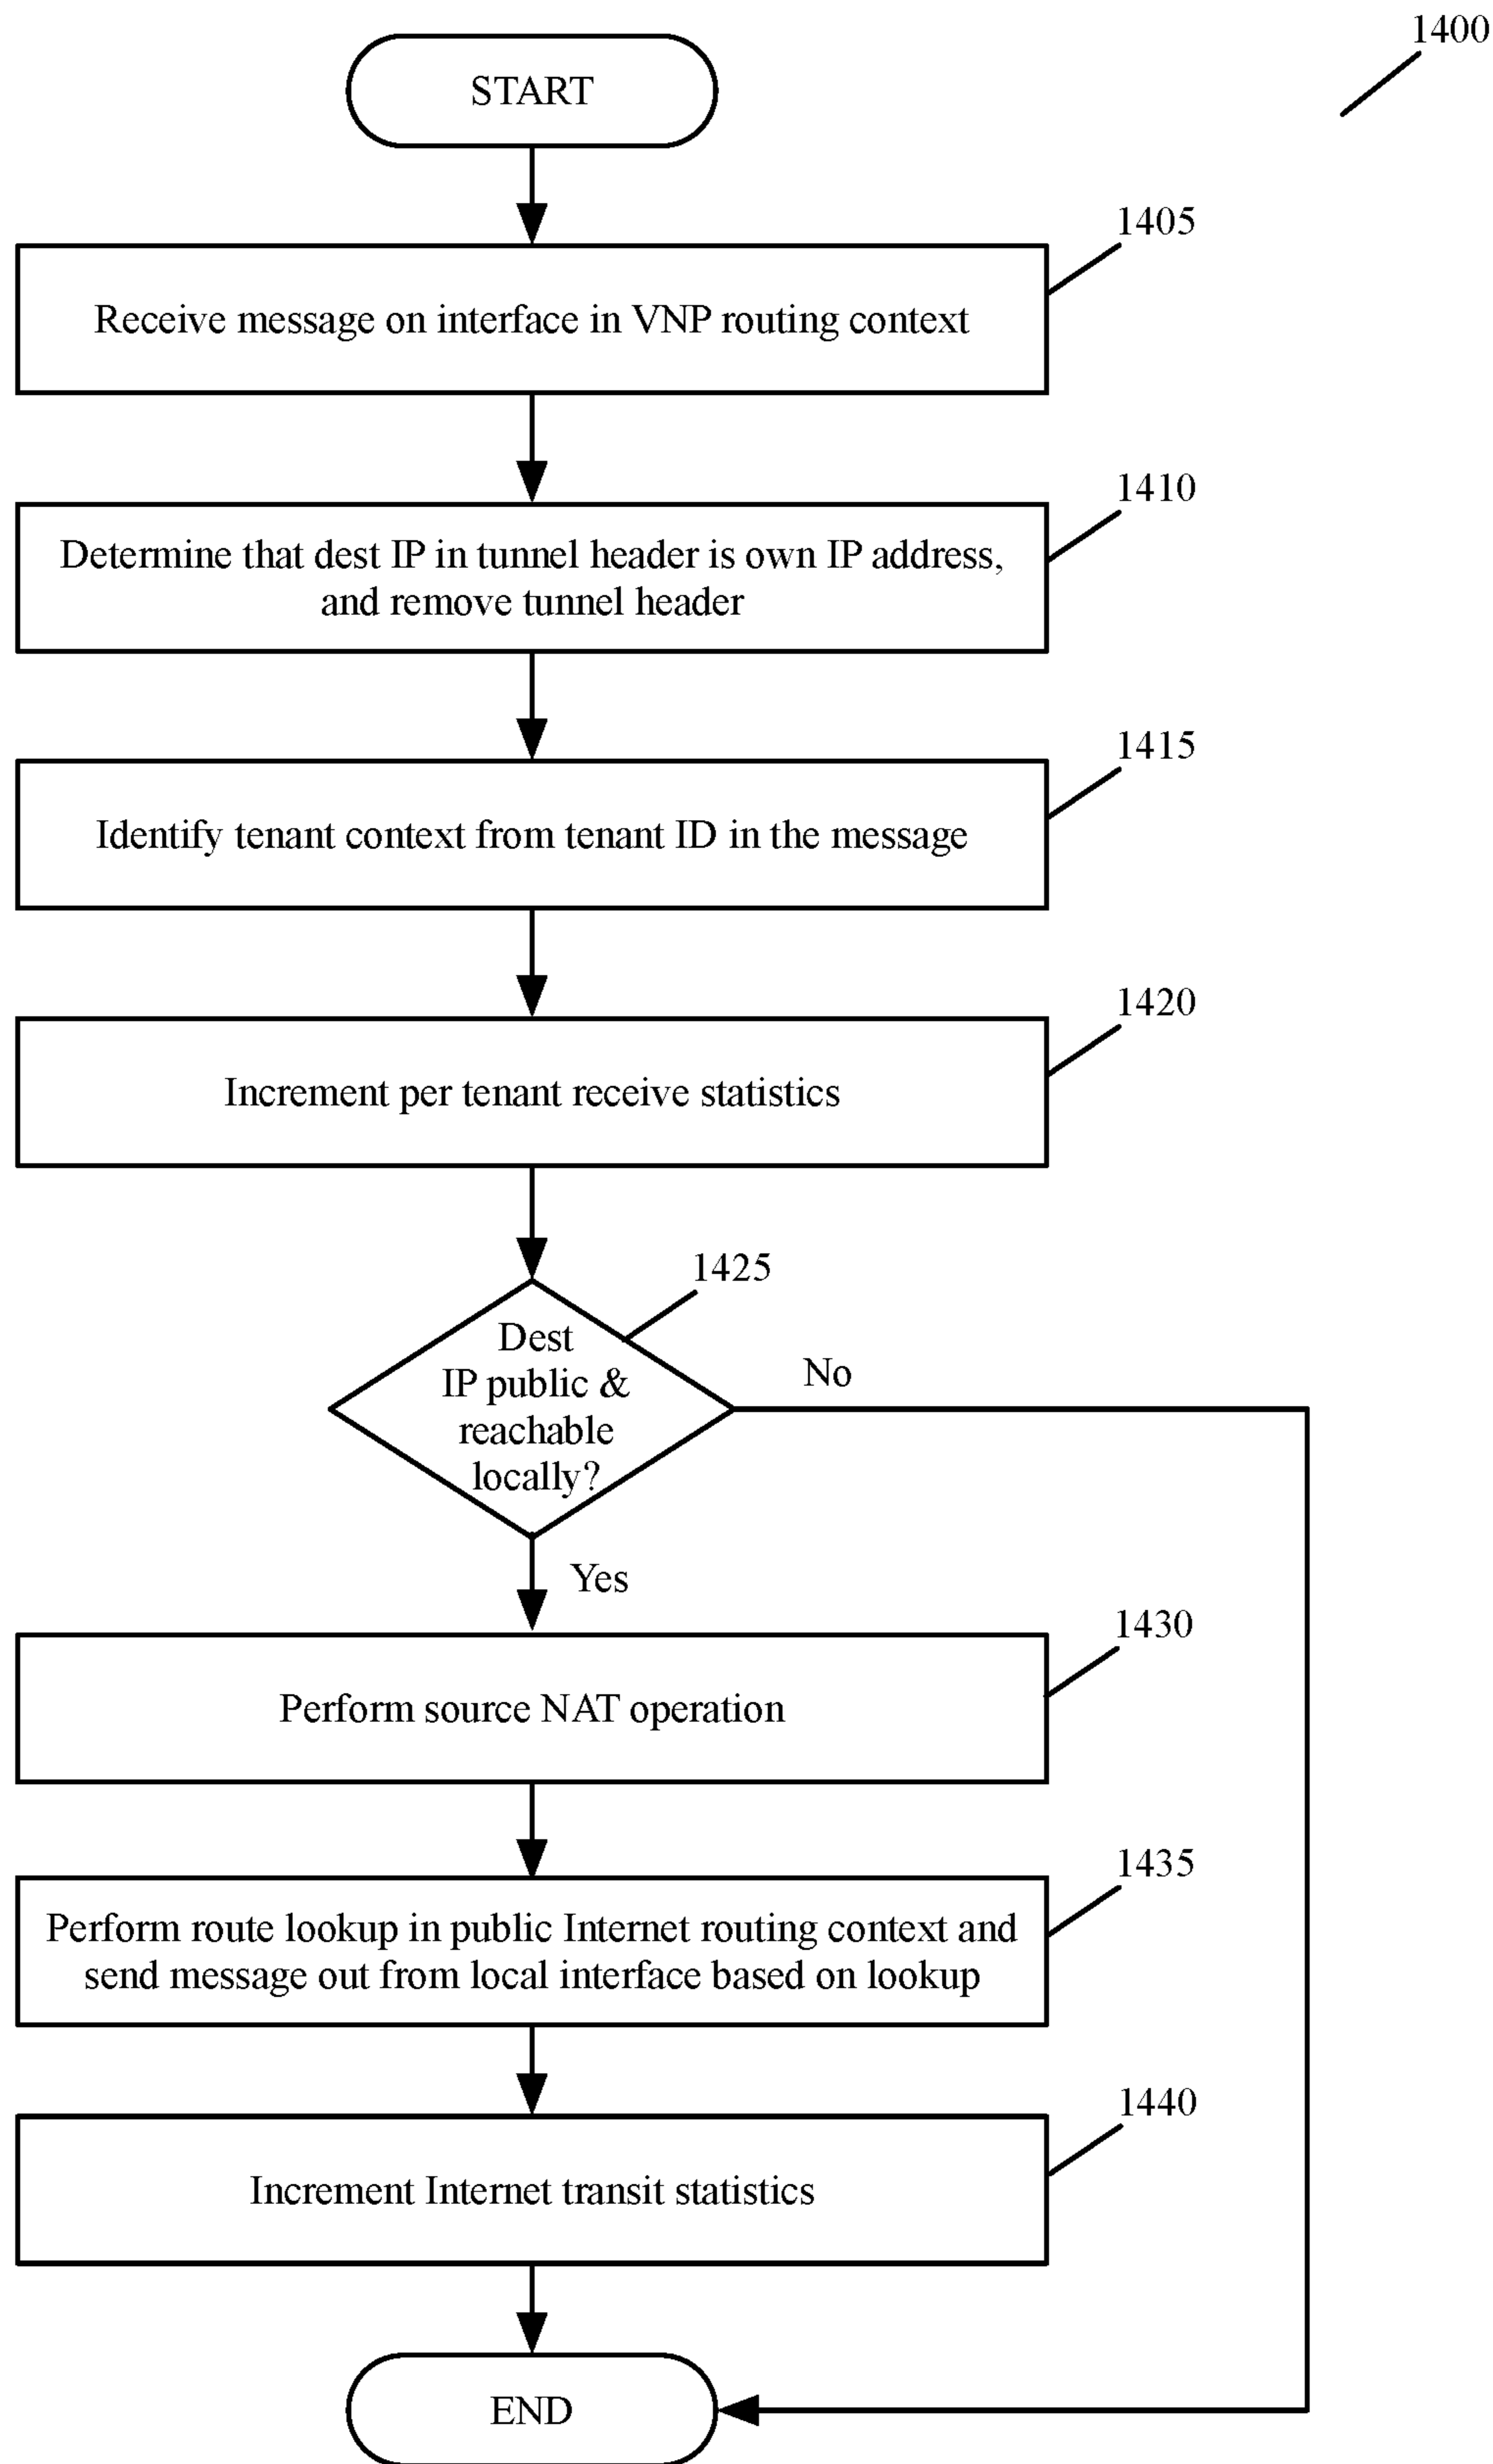 1400
START
1405
Receive message on interface in VNP routing context
1410
Determine that dest IP in tunnel header is own IP address,
and remove tunnel header
1415
Identify tenant context from tenant ID in the message
1420
Increment per tenant receive statistics
1425
Dest
IP public &
reachable
locally?
No
Yes
1430
Perform source NAT operation
1435
Perform route lookup in public Internet routing context and
send message out from local interface based on lookup
1440
Increment Internet transit statistics
END